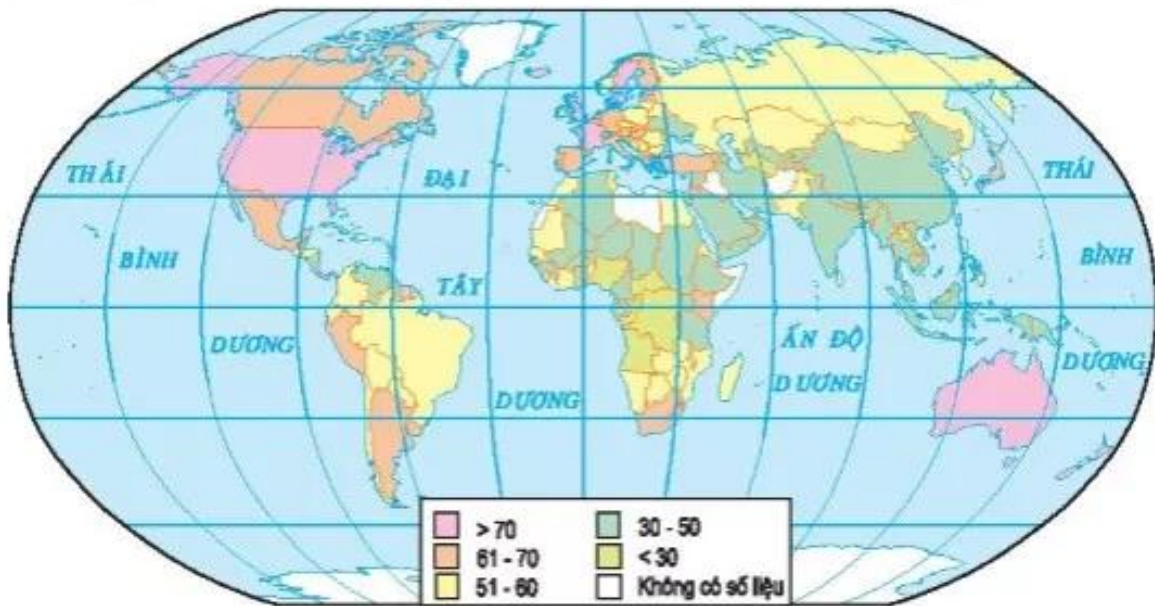 THÁI
ĐẠI
THÁI
BÌNH
TÂY
BÌNH
DƯƠNG
ẤN ĐỘ
DƯƠNG
DƯƠNG
DƯƠNG
> 70
61 - 70
51 - 60
30 - 50
< 30
Không có số liệu